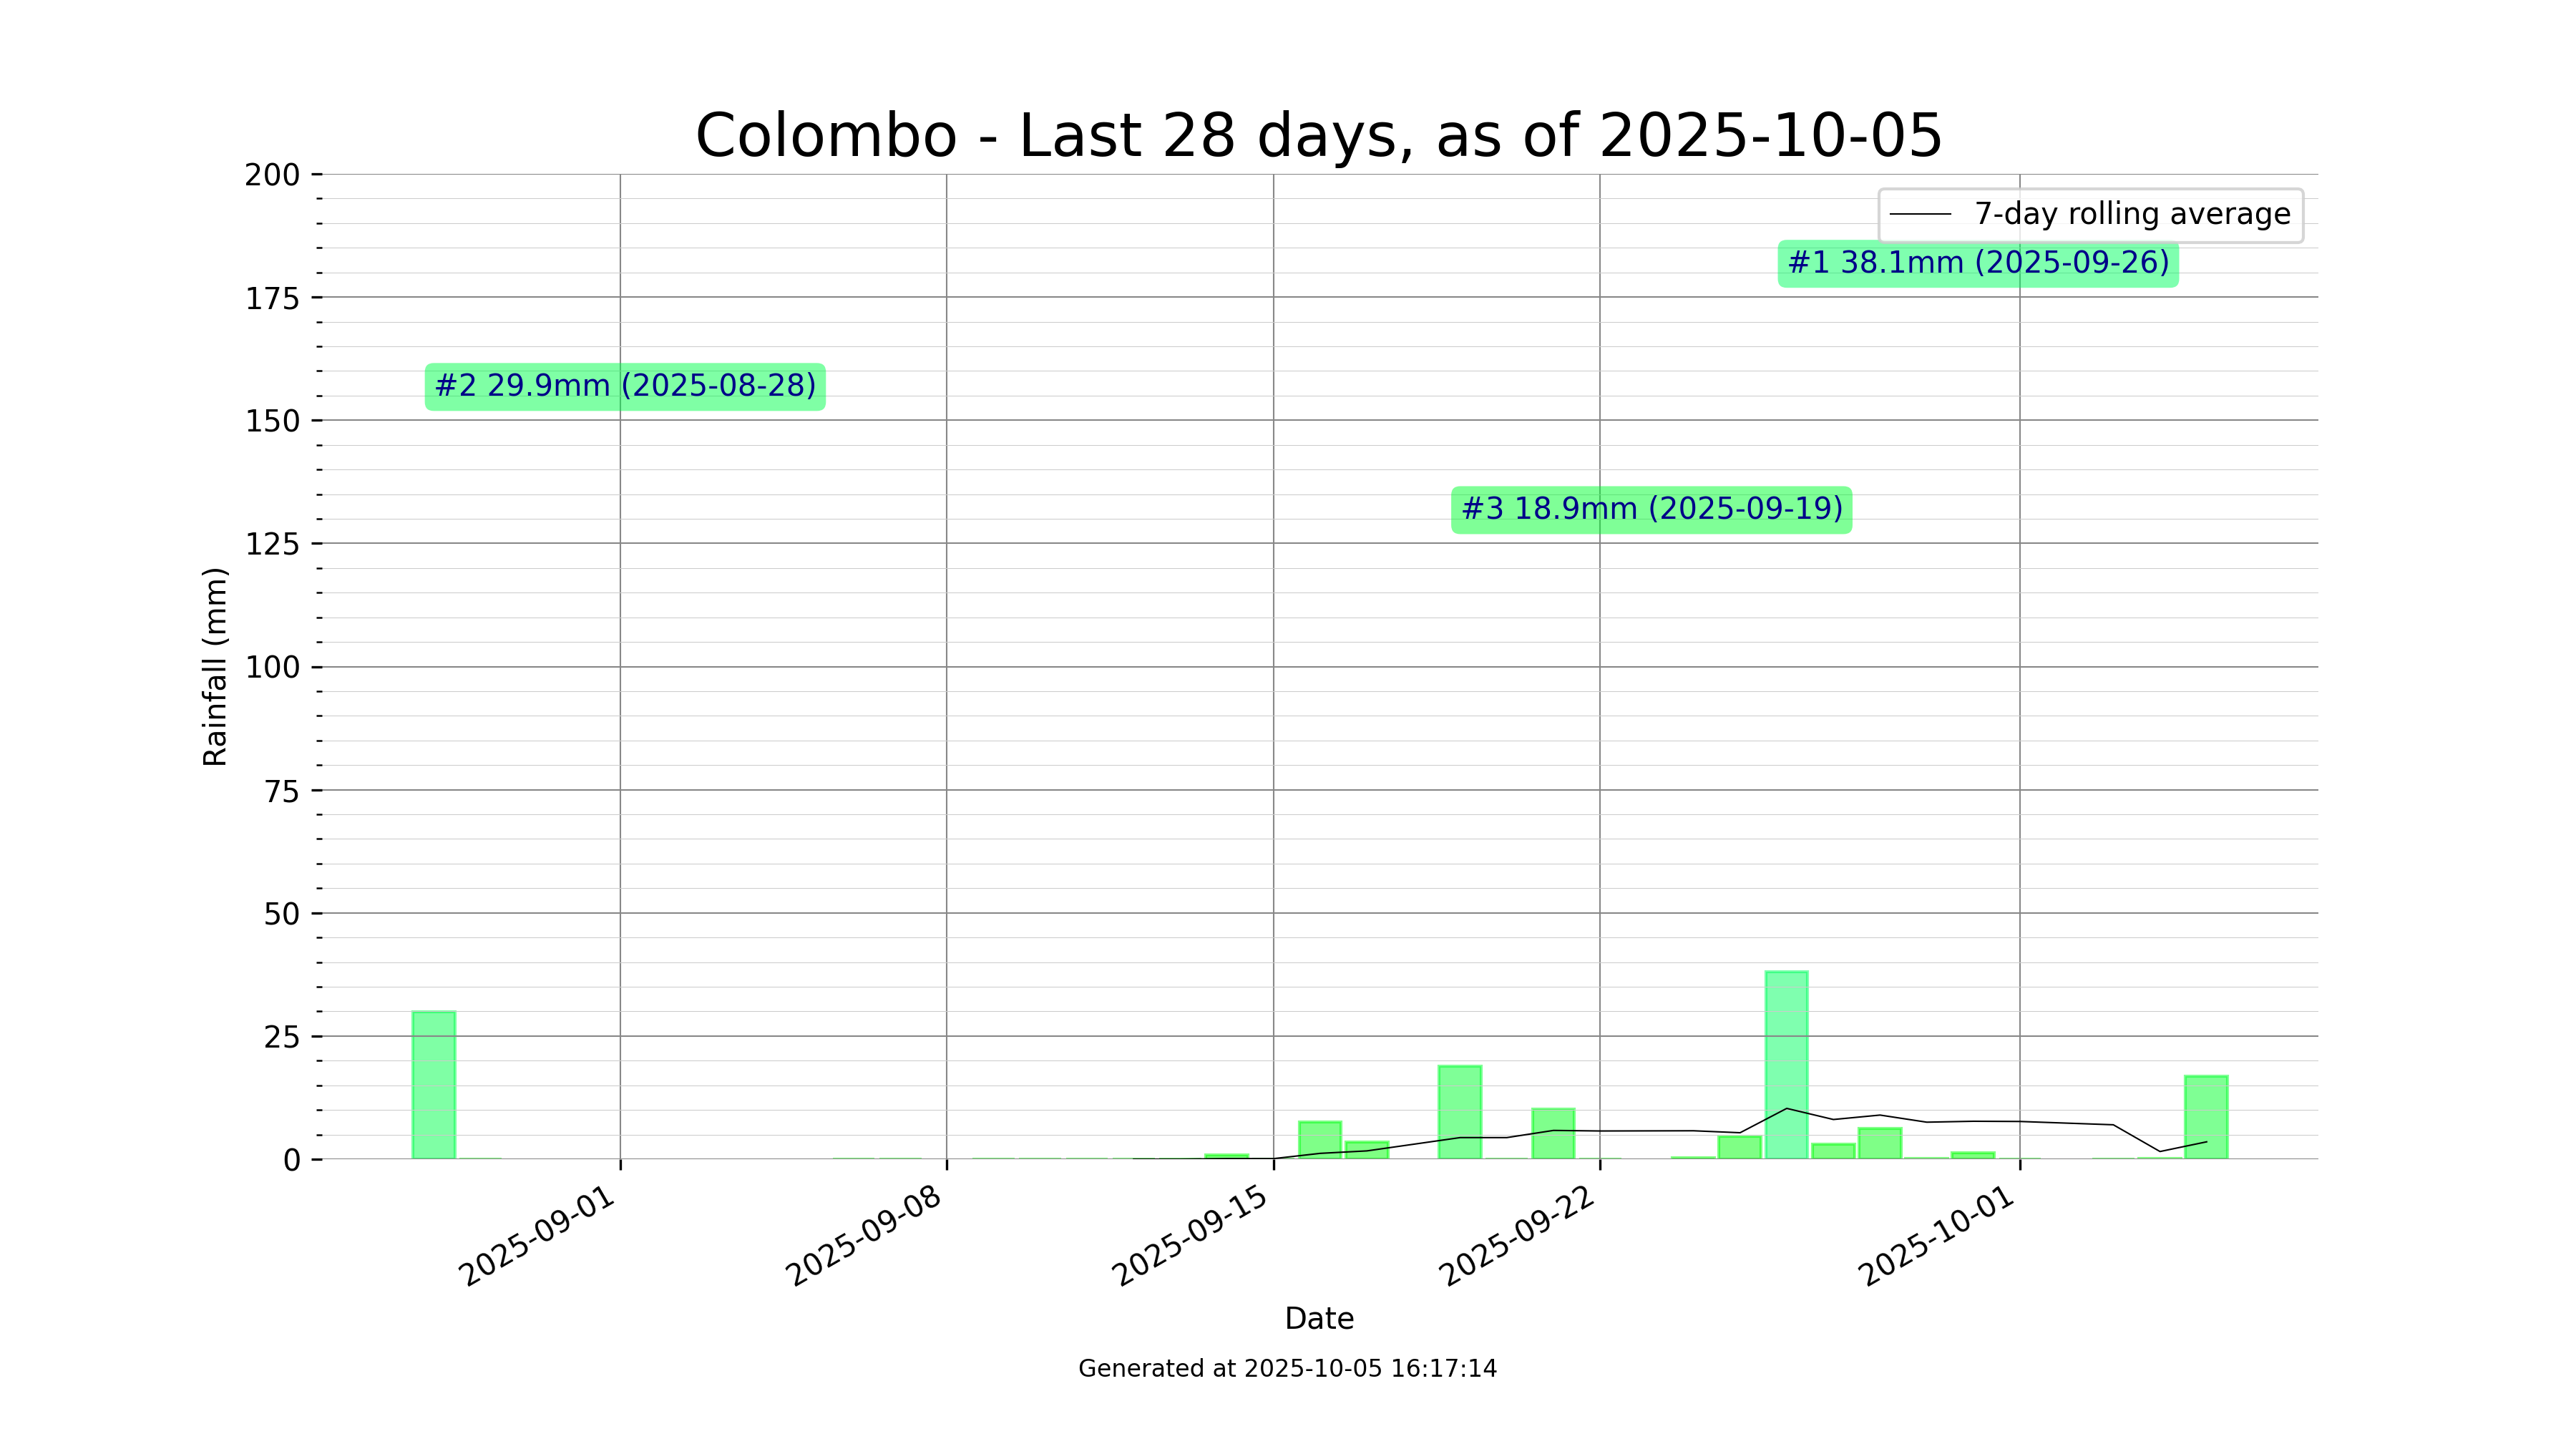 Colombo - Last 28 days, as of 2025-10-05
200
175
150
125
100
75
50
25
0
Rainfall (mm)
7-day rolling average
#1 38.1mm (2025-09-26)
#2 29.9mm (2025-08-28)
#3 18.9mm (2025-09-19)
2025-09-01
2025-09-08
2025-09-15
2025-09-22
2025-10-01
Date
Generated at 2025-10-05 16:17:14